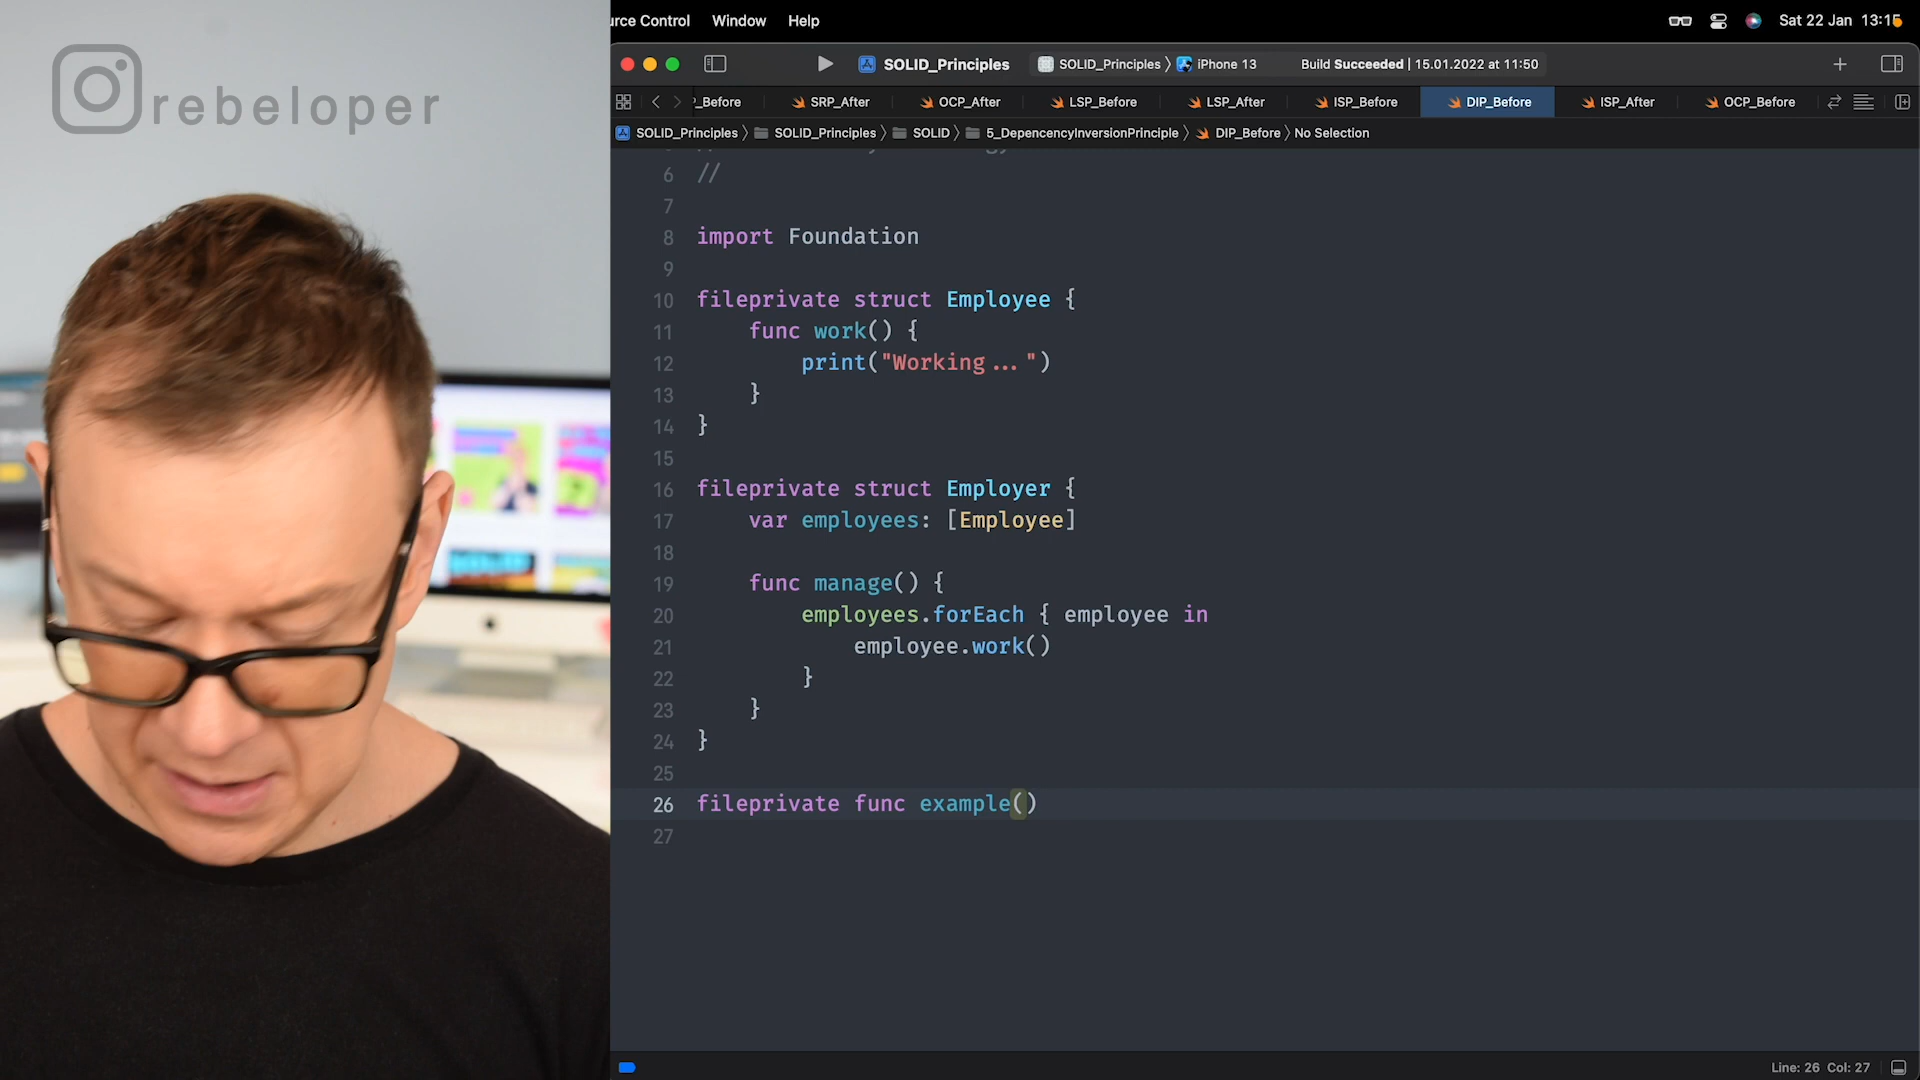 rebeloper
urce Control Window Help Sat 22 Jan 13:15
SOLID_Principles SOLID_Principles 〉 iPhone 13 Build Succeeded | 15.01.2022 at 11:50
_Before SRP_After OCP_After LSP_Before LSP_After ISP_Before DIP_Before ISP_After OCP_Before
SOLID_Principles 〉 SOLID_Principles 〉 SOLID 〉 5_DepencencyInversionPrinciple 〉 DIP_Before 〉 No Selection
6 //
7
8 import Foundation
9
10 fileprivate struct Employee {
11 func work() {
12 print("Working...")
13 }
14 }
15
16 fileprivate struct Employer {
17 var employees: [Employee]
18
19 func manage() {
20 employees.forEach { employee in
21 employee.work()
22 }
23 }
24 }
25
26 fileprivate func example()
27
Line: 26 Col: 27